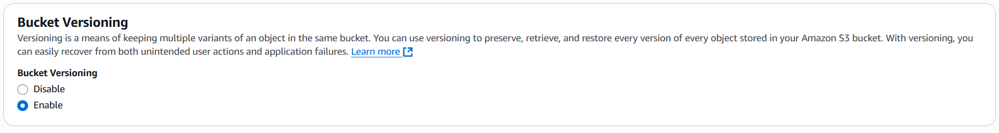 Bucket Versioning
Versioning is a means of keeping multiple variants of an object in the same bucket. You can use versioning to preserve, retrieve, and restore every version of every object stored in your Amazon S3 bucket. With versioning, you
can easily recover from both unintended user actions and application failures. Learn more
Bucket Versioning
Disable
Enable